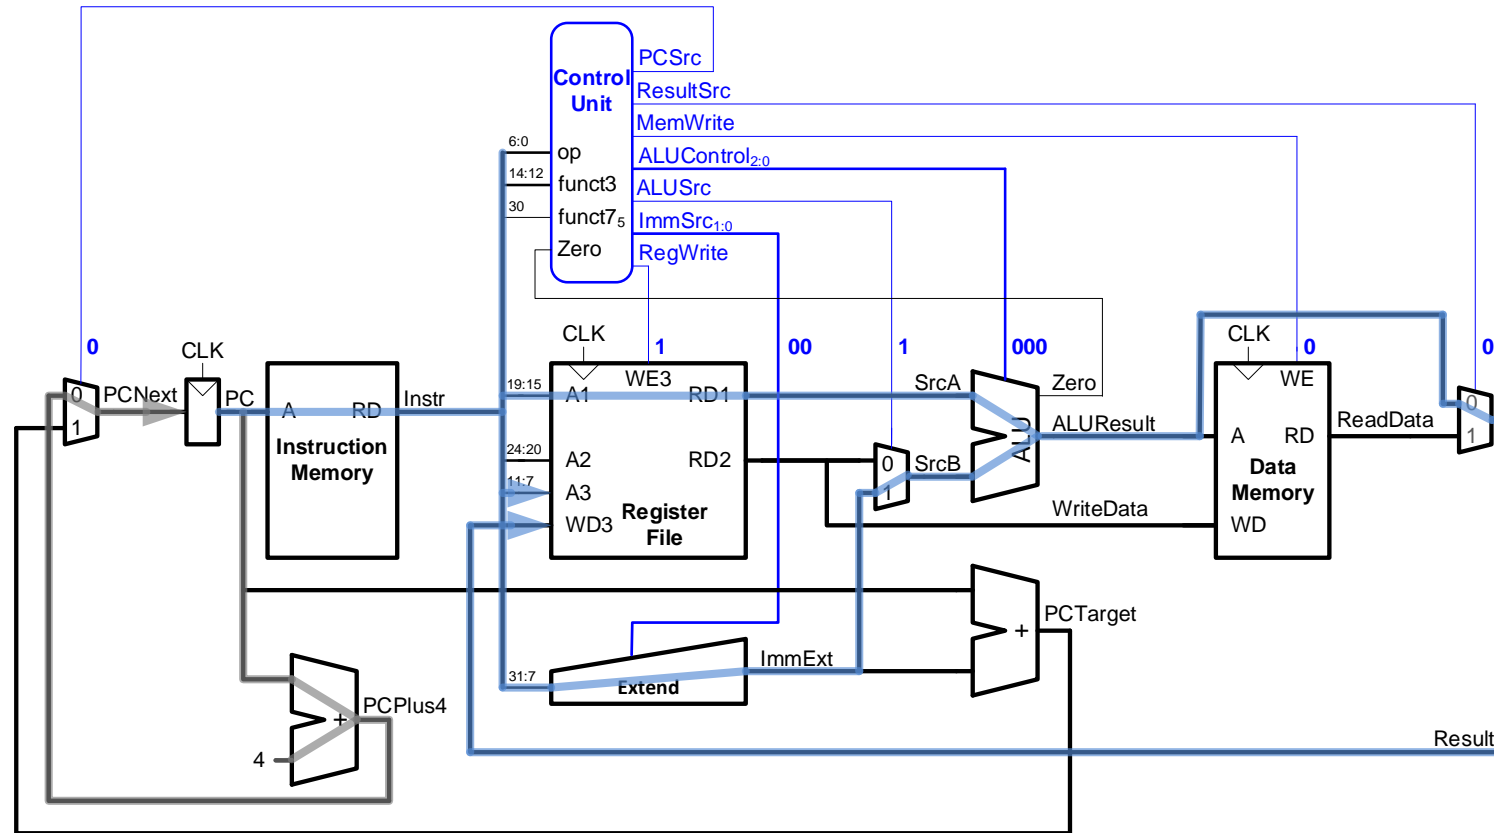 PCSrc
Control
Unit
ResultSrc
MemWrite
6:0
op
ALUControl2:0
14:12
funct3
ALUSrc
30
funct75
ImmSrc1:0
Zero
RegWrite
0
CLK
CLK
1
00
1
000
CLK
0
0
0
PCNext
1
PC
A
RD
Instr
Instruction
Memory
19:15
A1
WE3
RD1
SrcA
Zero
WE
24:20
A2
RD2
0
SrcB
1
ALU
ALUResult
A
RD
ReadData
0
1
Data
Memory
11:7
A3
WD3
Register
File
WriteData
WD
PCTarget
+
31:7
Extend
ImmExt
PCPlus4
+
4
Result